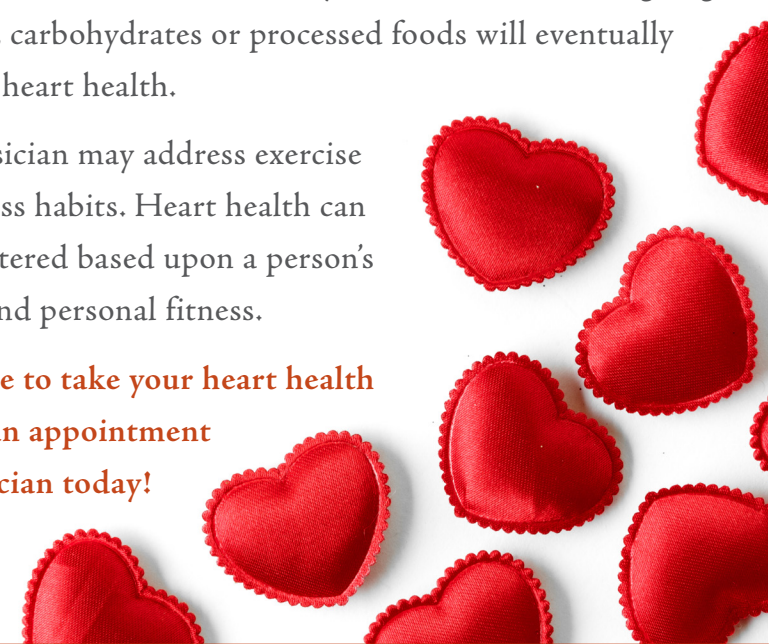 carbohydrates or processed foods will eventually
heart health.
sician may address exercise
ss habits. Heart health can
tered based upon a person’s
nd personal fitness.
e to take your heart health
n appointment
cian today!